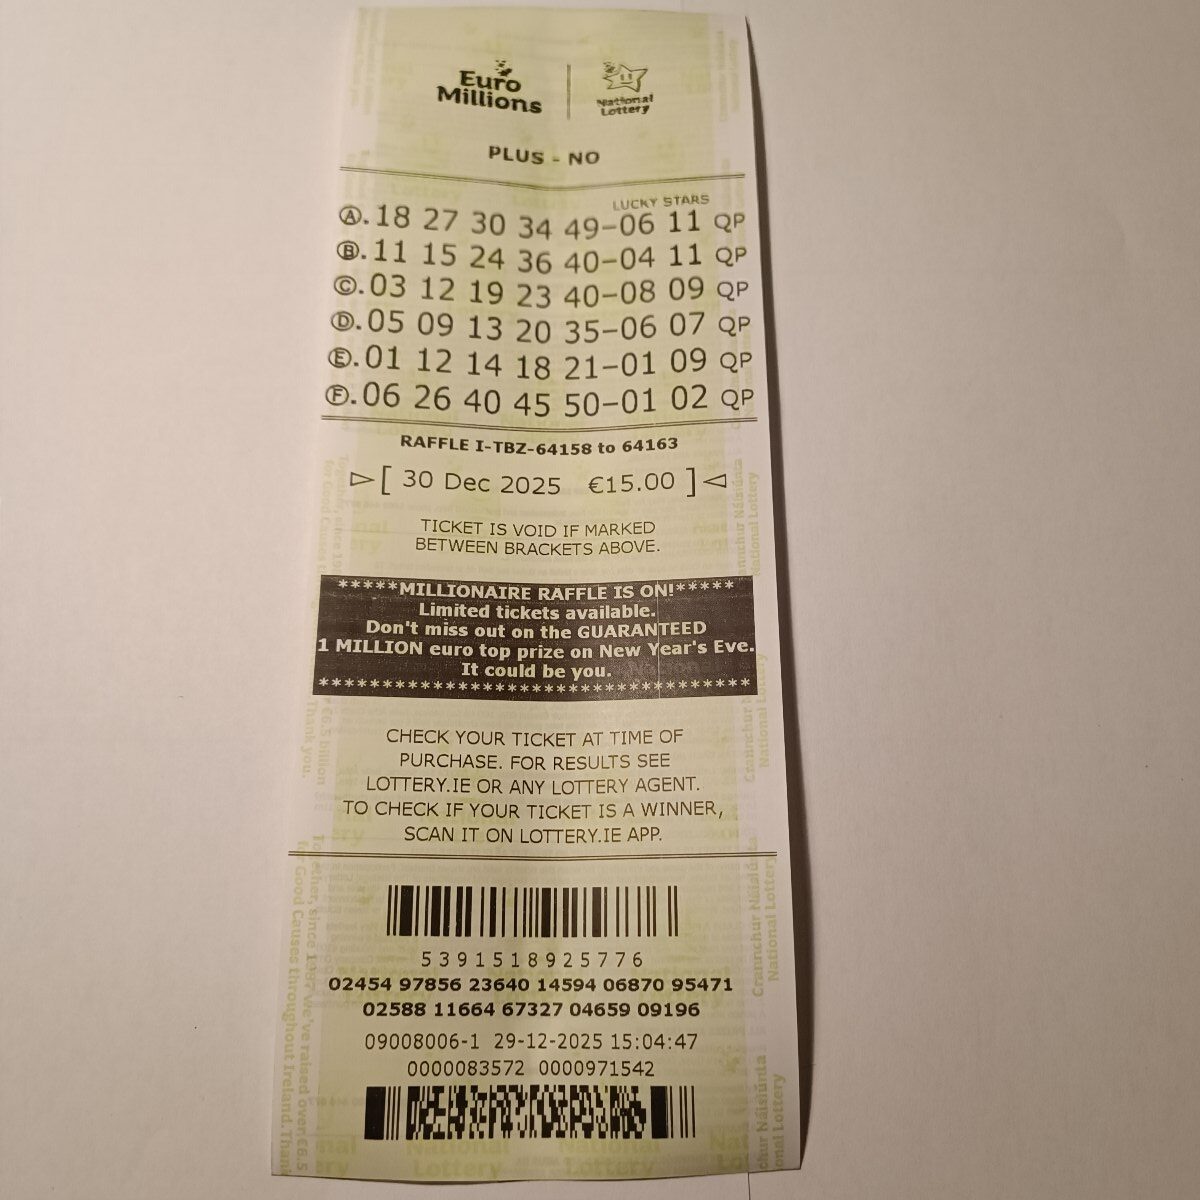 Euro Millions
National Lottery
PLUS - NO
LUCKY STARS
Ⓐ.18 27 30 34 49-06 11 QP
Ⓑ.11 15 24 36 40-04 11 QP
Ⓒ.03 12 19 23 40-08 09 QP
Ⓓ.05 09 13 20 35-06 07 QP
Ⓔ.01 12 14 18 21-01 09 QP
Ⓕ.06 26 40 45 50-01 02 QP
RAFFLE I-TBZ-64158 to 64163
[ 30 Dec 2025 €15.00 ]
TICKET IS VOID IF MARKED
BETWEEN BRACKETS ABOVE.
*****MILLIONAIRE RAFFLE IS ON!*****
Limited tickets available.
Don't miss out on the GUARANTEED
1 MILLION euro top prize on New Year's Eve.
It could be you.
**********************************
CHECK YOUR TICKET AT TIME OF
PURCHASE. FOR RESULTS SEE
LOTTERY.IE OR ANY LOTTERY AGENT.
TO CHECK IF YOUR TICKET IS A WINNER,
SCAN IT ON LOTTERY.IE APP.
5391518925776
02454 97856 23640 14594 06870 95471
02588 11664 67327 04659 09196
09008006-1 29-12-2025 15:04:47
0000083572 0000971542
Crannchur Náisiúnta
National Lottery